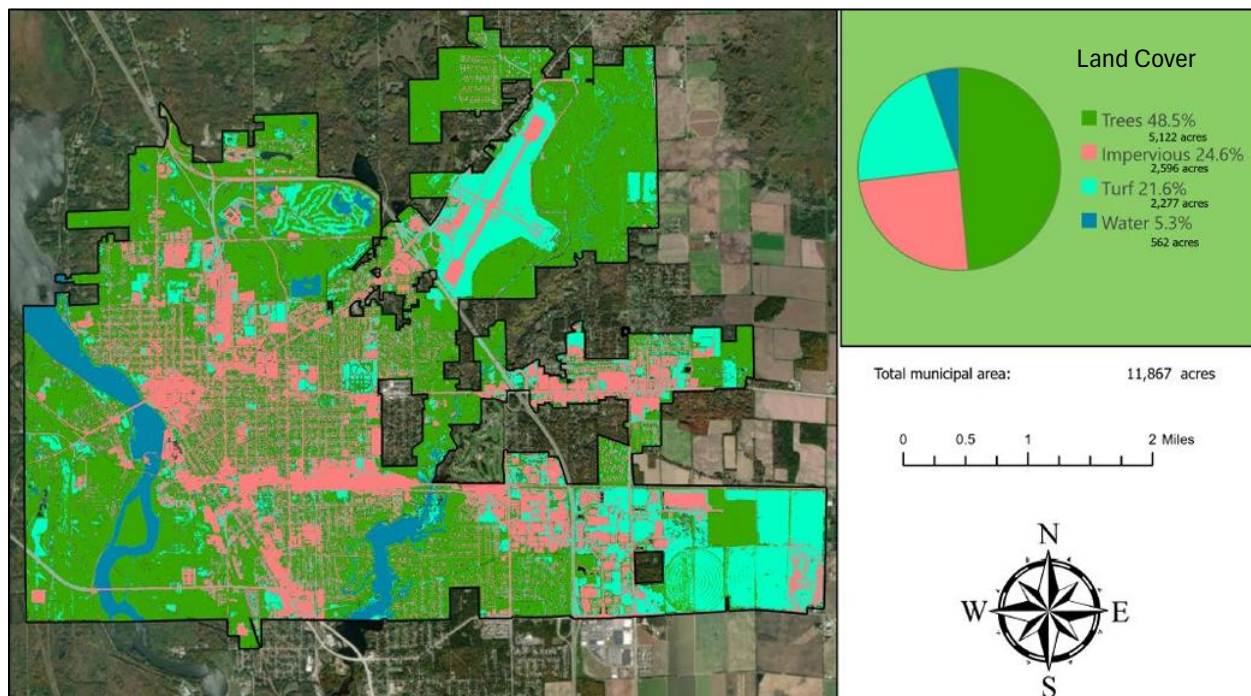 Land Cover
Trees 48.5%
5,122 acres
Impervious 24.6%
2,596 acres
Turf 21.6%
2,277 acres
Water 5.3%
562 acres
Total municipal area: 11,867 acres
0 0.5 1 2 Miles
N
W E
S